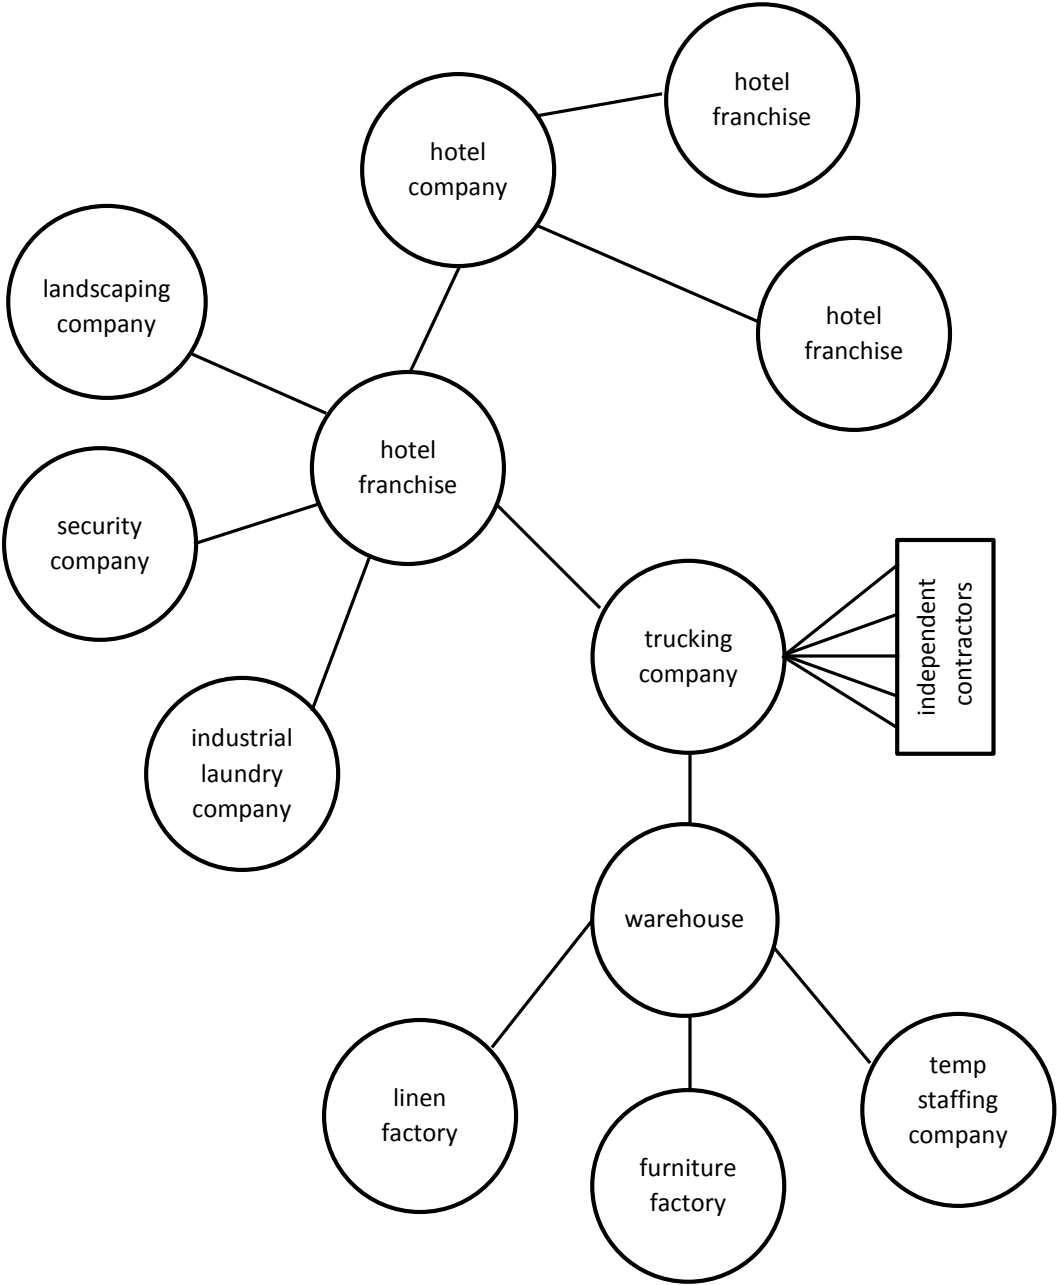 hotel
franchise
hotel
company
landscaping
company
hotel
franchise
hotel
franchise
security
company
independent
contractors
trucking
company
industrial
laundry
company
warehouse
temp
staffing
company
linen
factory
furniture
factory